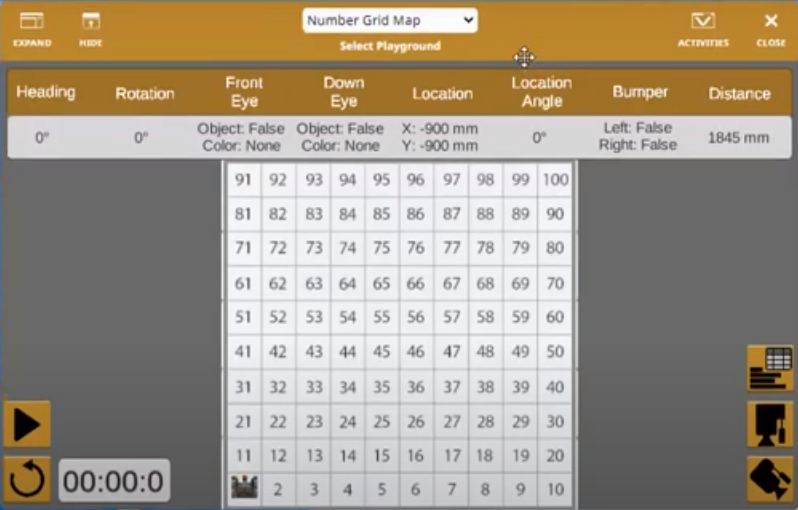 EXPAND
HIDE
Number Grid Map
Select Playground
ACTIVITIES
CLOSE
Heading Rotation Front Eye Down Eye Location Location Angle Bumper Distance
0° 0° Object: False Object: False X: -900 mm 0° Left: False 1845 mm
Color: None Color: None Y: -900 mm Right: False
91 92 93 94 95 96 97 98 99 100
81 82 83 84 85 86 87 88 89 90
71 72 73 74 75 76 77 78 79 80
61 62 63 64 65 66 67 68 69 70
51 52 53 54 55 56 57 58 59 60
41 42 43 44 45 46 47 48 49 50
31 32 33 34 35 36 37 38 39 40
21 22 23 24 25 26 27 28 29 30
11 12 13 14 15 16 17 18 19 20
2 3 4 5 6 7 8 9 10
00:00:0